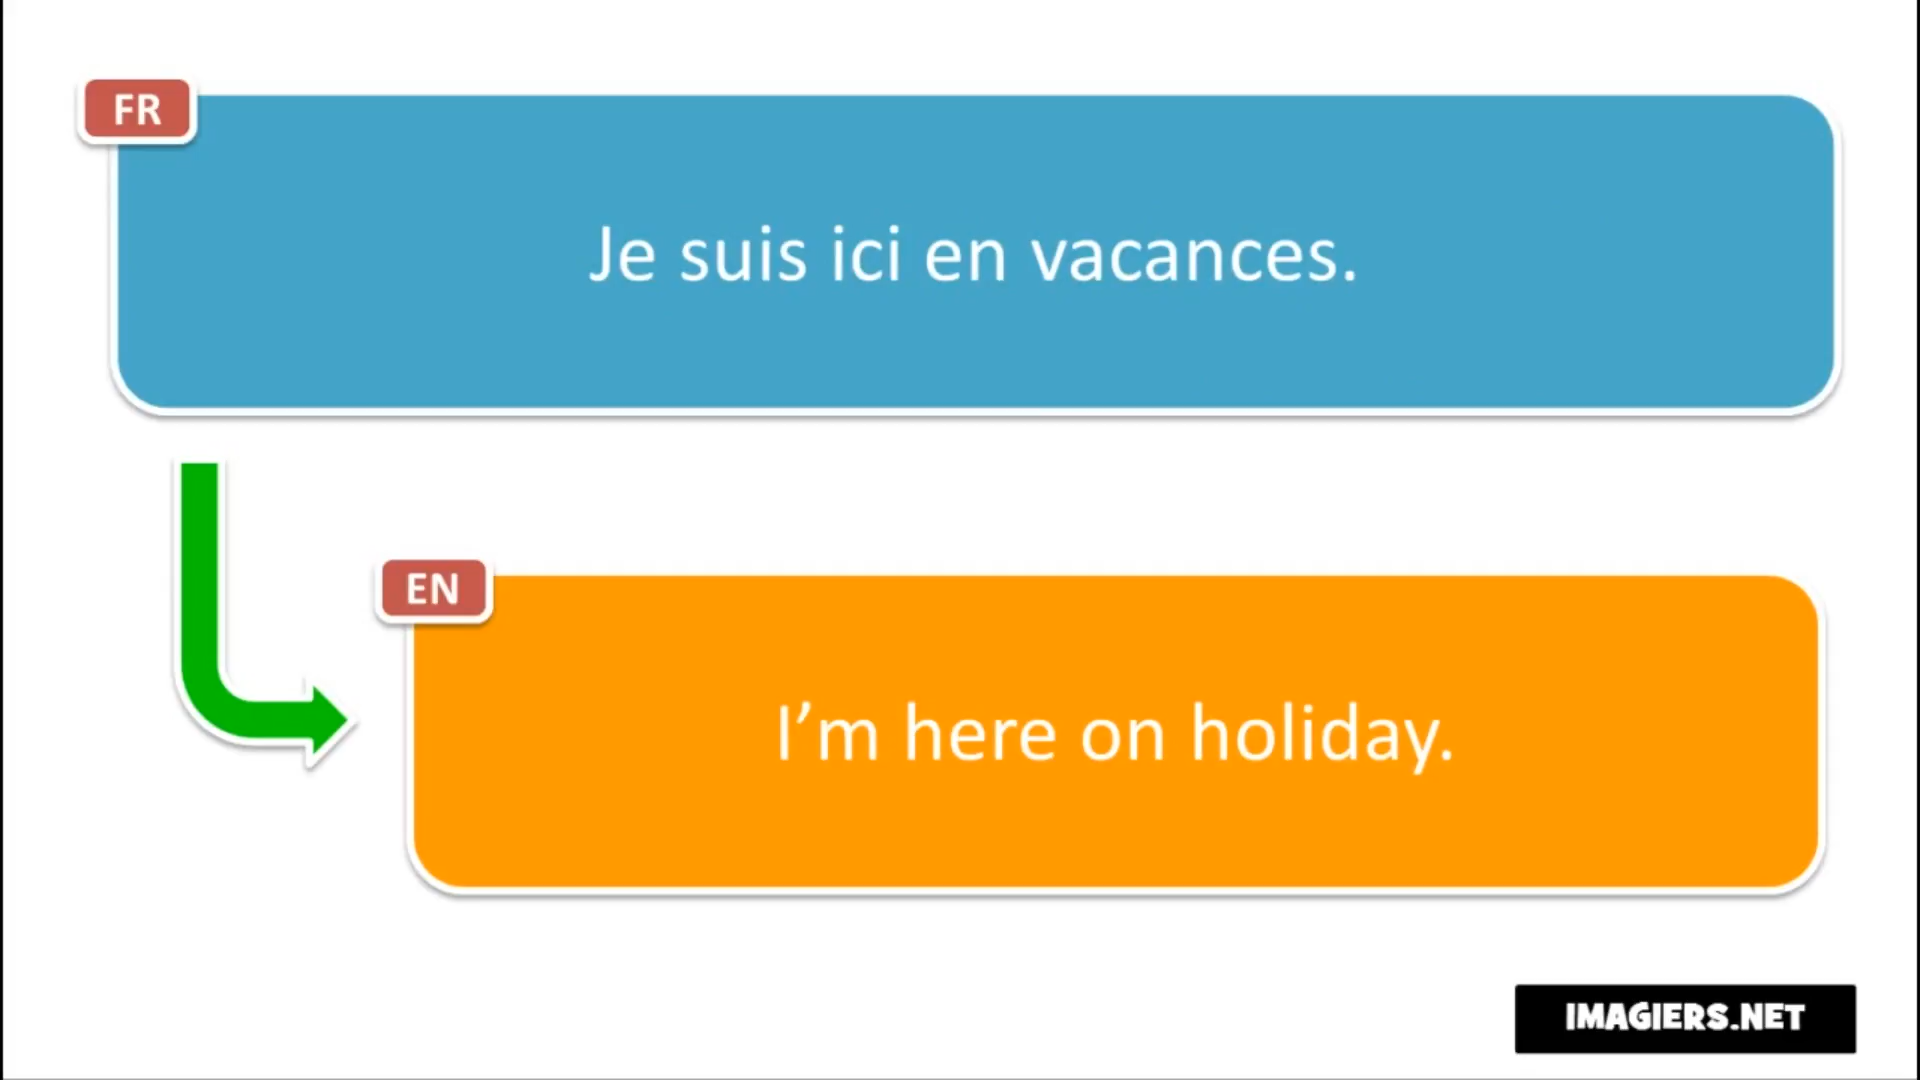 FR
Je suis ici en vacances.
EN
I’m here on holiday.
IMAGIERS.NET